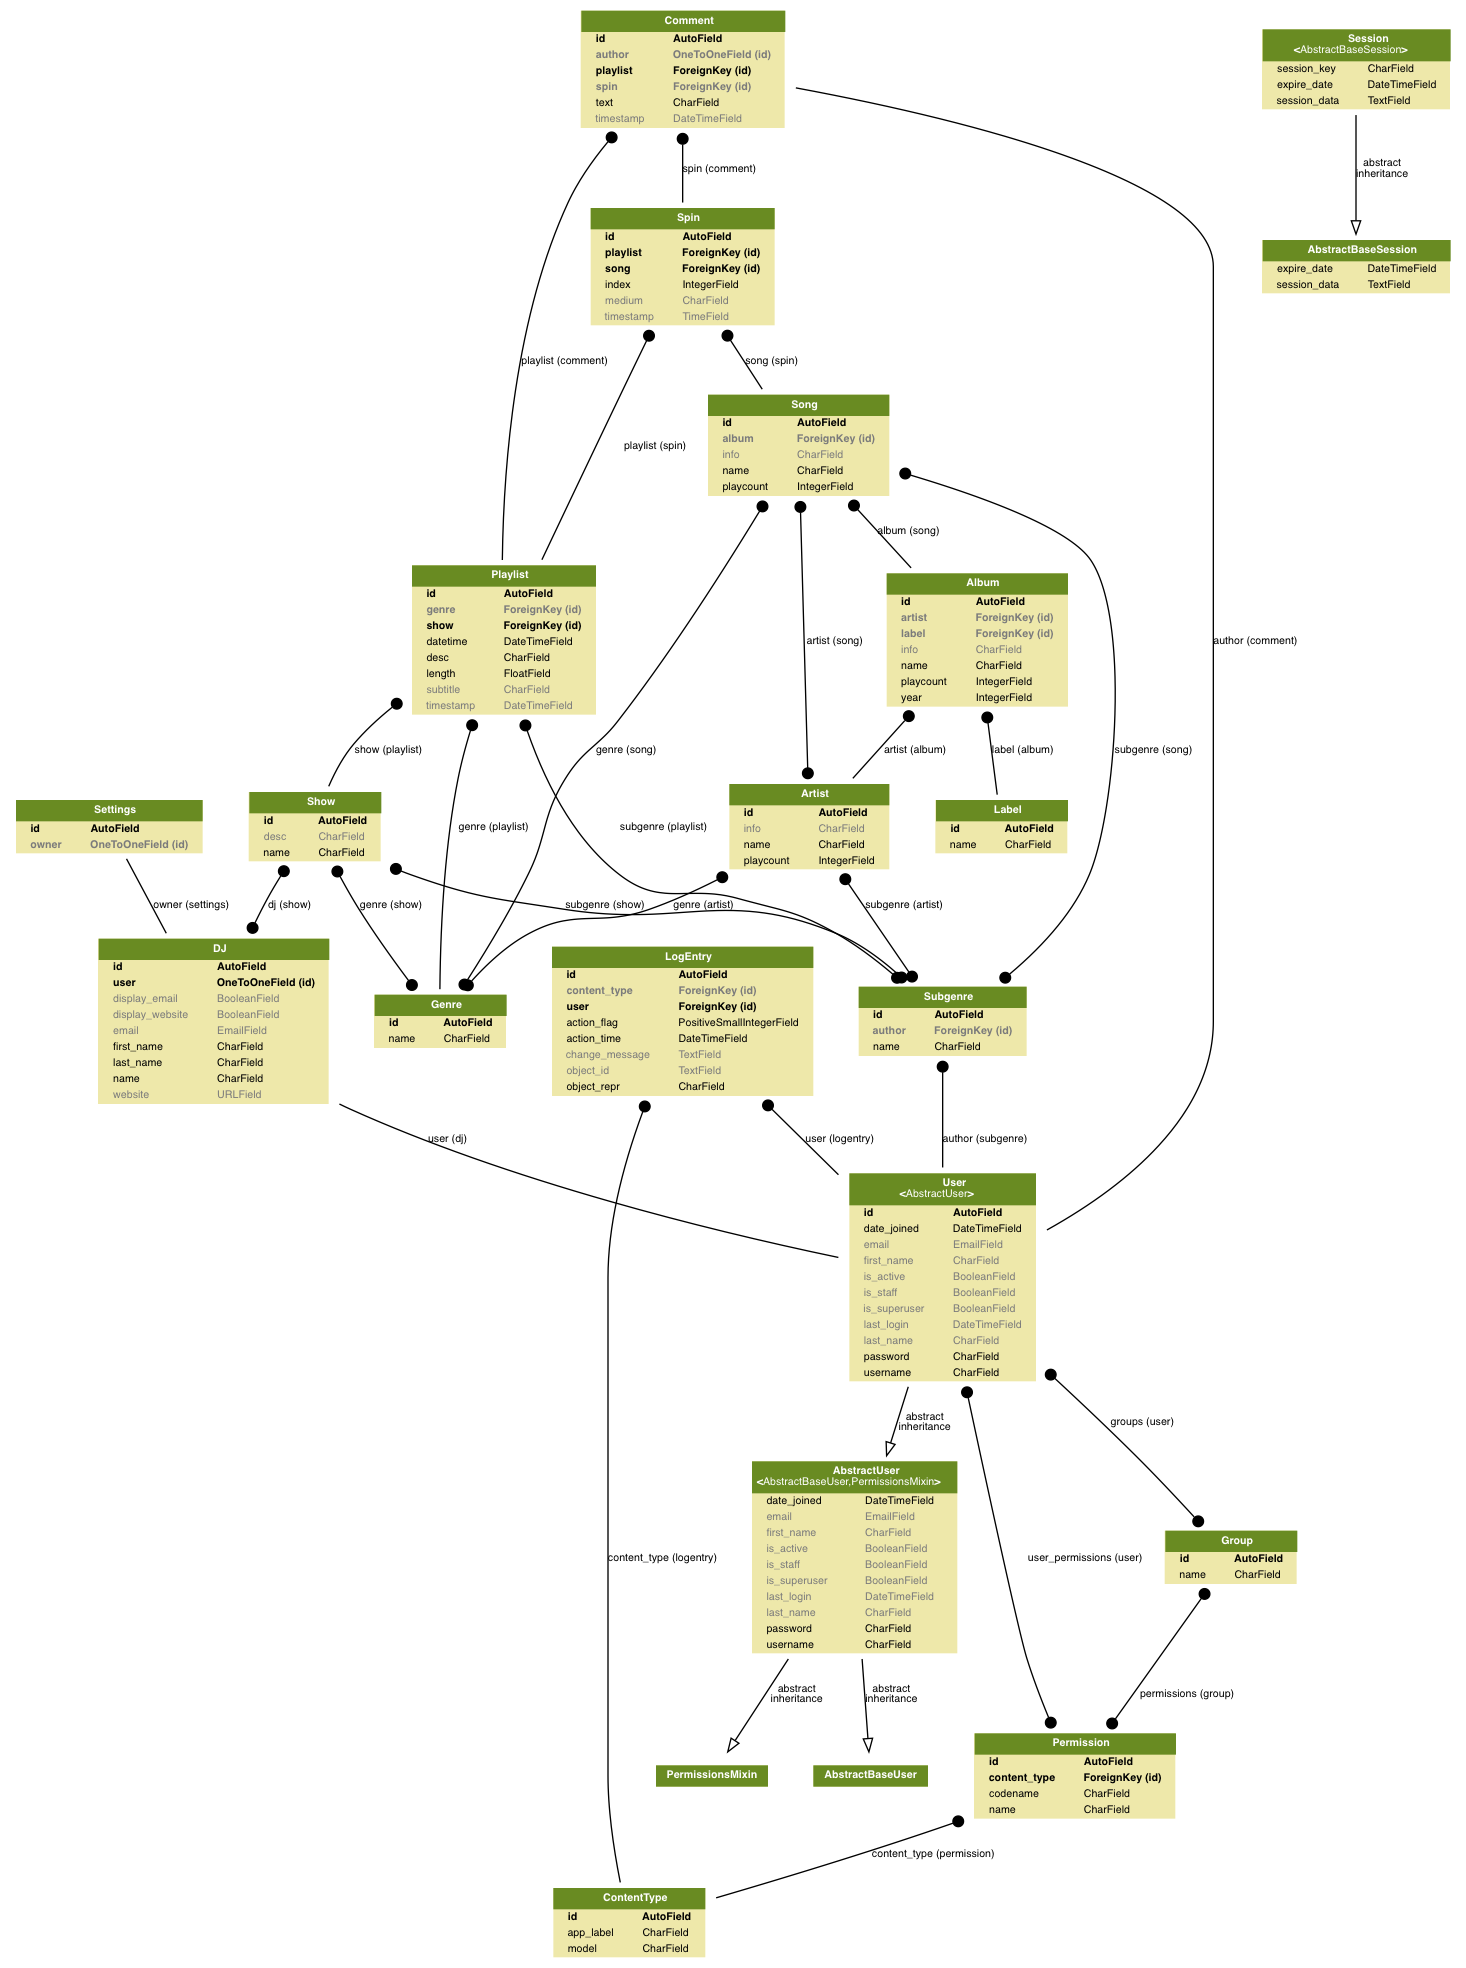 Comment
id AutoField
author OneToOneField (id)
playlist ForeignKey (id)
spin ForeignKey (id)
text CharField
timestamp DateTimeField
Session
<AbstractBaseSession>
session_key CharField
expire_date DateTimeField
session_data TextField
abstract
inheritance
AbstractBaseSession
expire_date DateTimeField
session_data TextField
spin (comment)
Spin
id AutoField
playlist ForeignKey (id)
song ForeignKey (id)
index IntegerField
medium CharField
timestamp TimeField
playlist (comment)
song (spin)
playlist (spin)
Song
id AutoField
album ForeignKey (id)
info CharField
name CharField
playcount IntegerField
album (song)
Playlist
id AutoField
genre ForeignKey (id)
show ForeignKey (id)
datetime DateTimeField
desc CharField
length FloatField
subtitle CharField
timestamp DateTimeField
Album
id AutoField
artist ForeignKey (id)
label ForeignKey (id)
info CharField
name CharField
playcount IntegerField
year IntegerField
artist (song)
author (comment)
show (playlist)
genre (song)
artist (album)
label (album)
subgenre (song)
Settings
id AutoField
owner OneToOneField (id)
Show
id AutoField
desc CharField
name CharField
genre (playlist)
subgenre (playlist)
Artist
id AutoField
info CharField
name CharField
playcount IntegerField
Label
id AutoField
name CharField
owner (settings)
dj (show)
genre (show)
subgenre (show)
genre (artist)
subgenre (artist)
DJ
id AutoField
user OneToOneField (id)
display_email BooleanField
display_website BooleanField
email EmailField
first_name CharField
last_name CharField
name CharField
website URLField
Genre
id AutoField
name CharField
LogEntry
id AutoField
content_type ForeignKey (id)
user ForeignKey (id)
action_flag PositiveSmallIntegerField
action_time DateTimeField
change_message TextField
object_id TextField
object_repr CharField
Subgenre
id AutoField
author ForeignKey (id)
name CharField
user (dj)
user (logentry)
author (subgenre)
User
<AbstractUser>
id AutoField
date_joined DateTimeField
email EmailField
first_name CharField
is_active BooleanField
is_staff BooleanField
is_superuser BooleanField
last_login DateTimeField
last_name CharField
password CharField
username CharField
abstract
inheritance
groups (user)
AbstractUser
<AbstractBaseUser,PermissionsMixin>
date_joined DateTimeField
email EmailField
first_name CharField
is_active BooleanField
is_staff BooleanField
is_superuser BooleanField
last_login DateTimeField
last_name CharField
password CharField
username CharField
content_type (logentry)
user_permissions (user)
Group
id AutoField
name CharField
abstract
inheritance
abstract
inheritance
permissions (group)
PermissionsMixin
AbstractBaseUser
Permission
id AutoField
content_type ForeignKey (id)
codename CharField
name CharField
content_type (permission)
ContentType
id AutoField
app_label CharField
model CharField